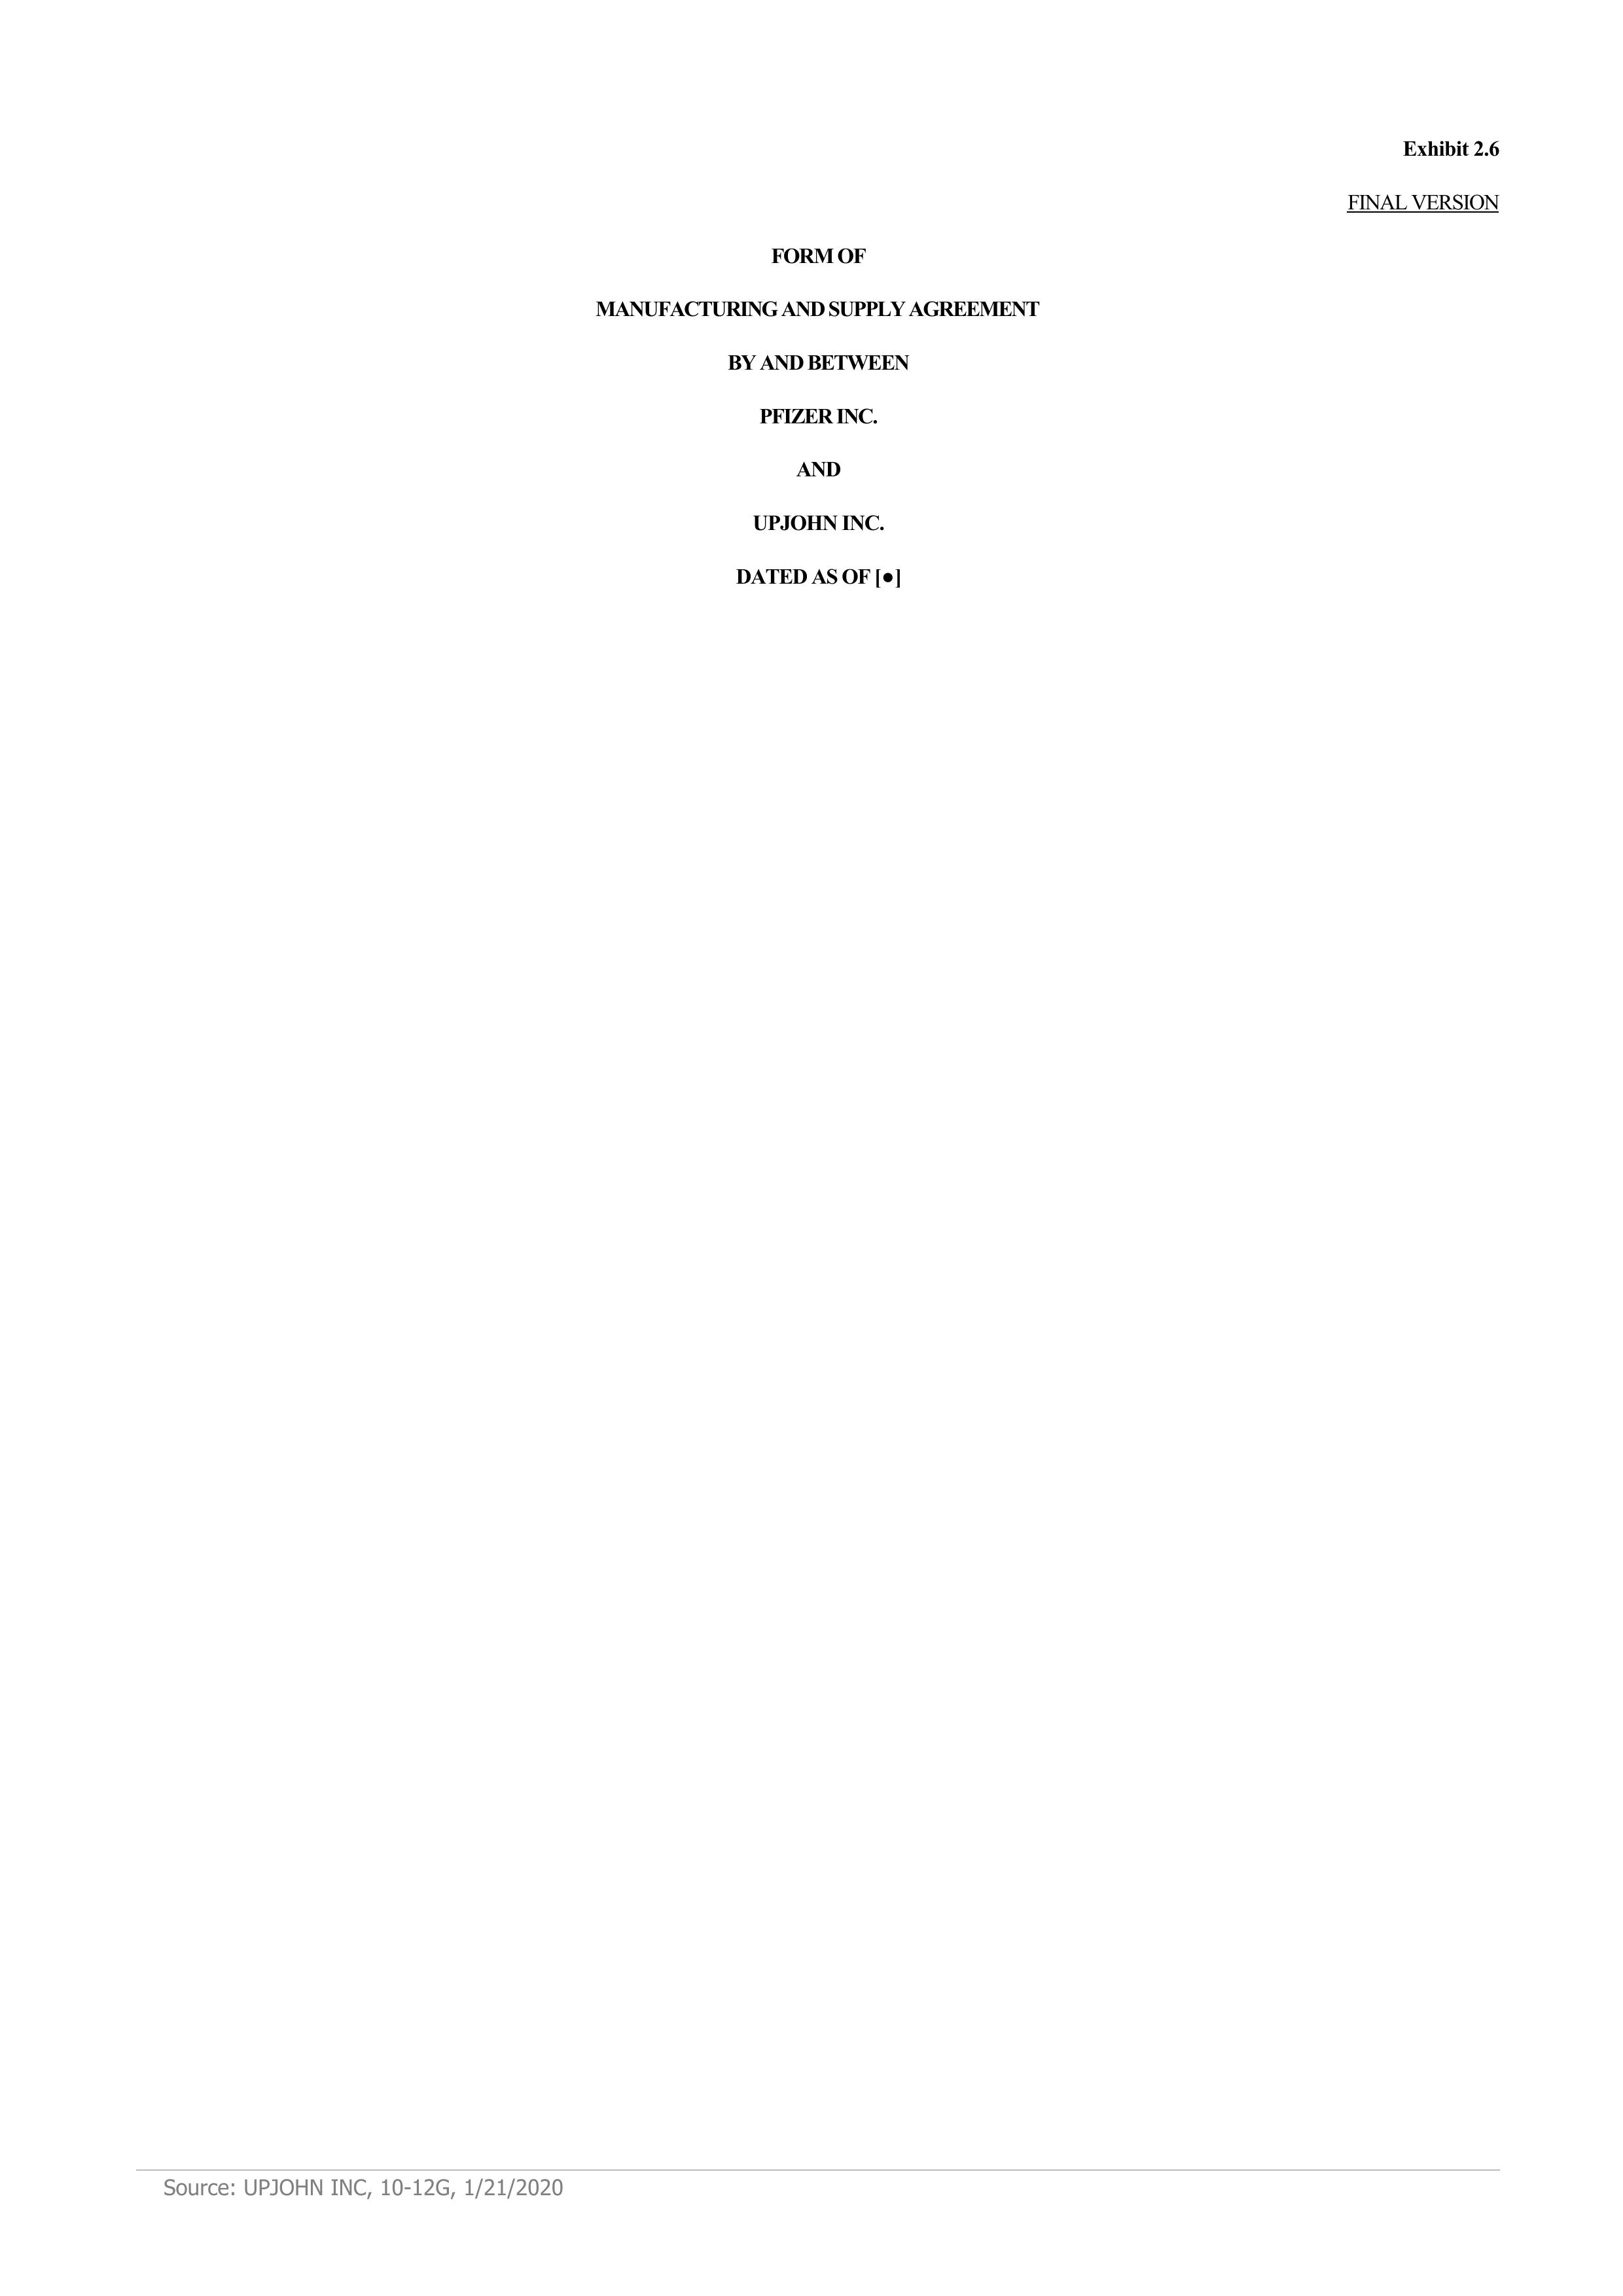 Exhibit 2.6
FINAL VERSION
FORM OF
MANUFACTURING AND SUPPLY AGREEMENT
BY AND BETWEEN
PFIZER INC.
AND
UPJOHN INC.
DATED AS OF [●]
Source: UPJOHN INC, 10-12G, 1/21/2020